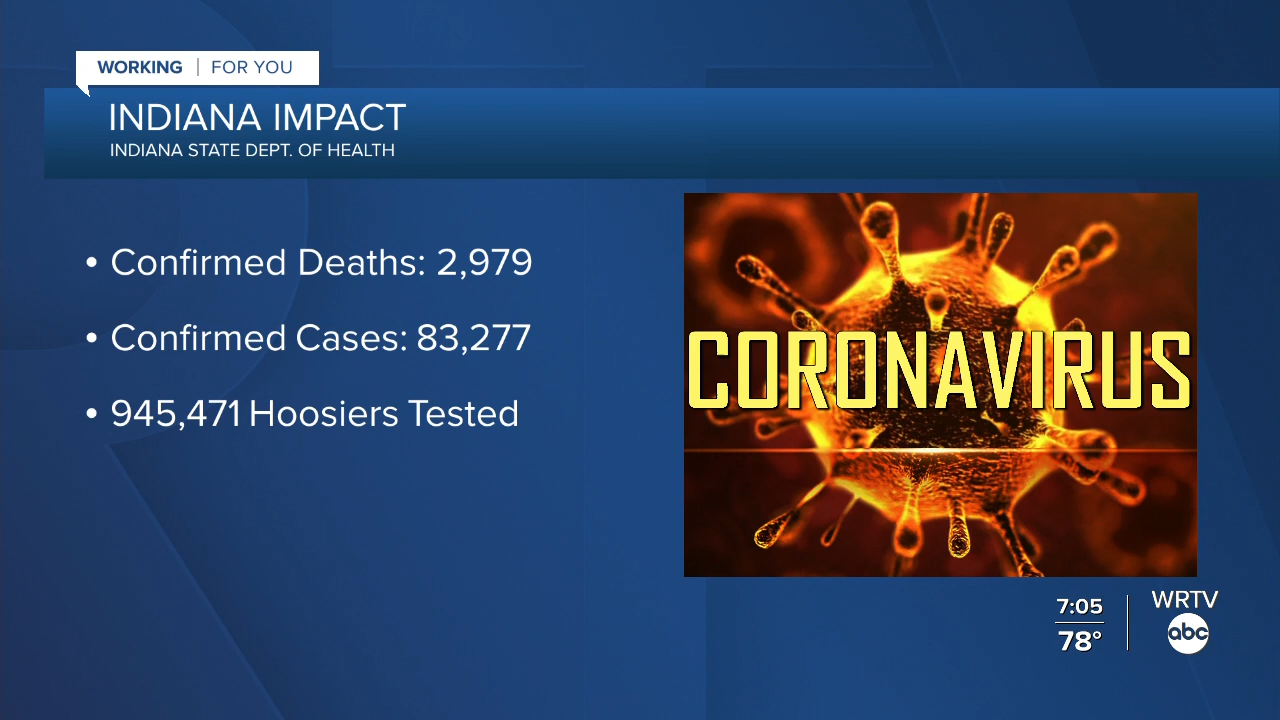 WORKING | FOR YOU
INDIANA IMPACT
INDIANA STATE DEPT. OF HEALTH
• Confirmed Deaths: 2,979
• Confirmed Cases: 83,277
• 945,471 Hoosiers Tested
CORONAVIRUS
7:05
78°
WRTV
abc